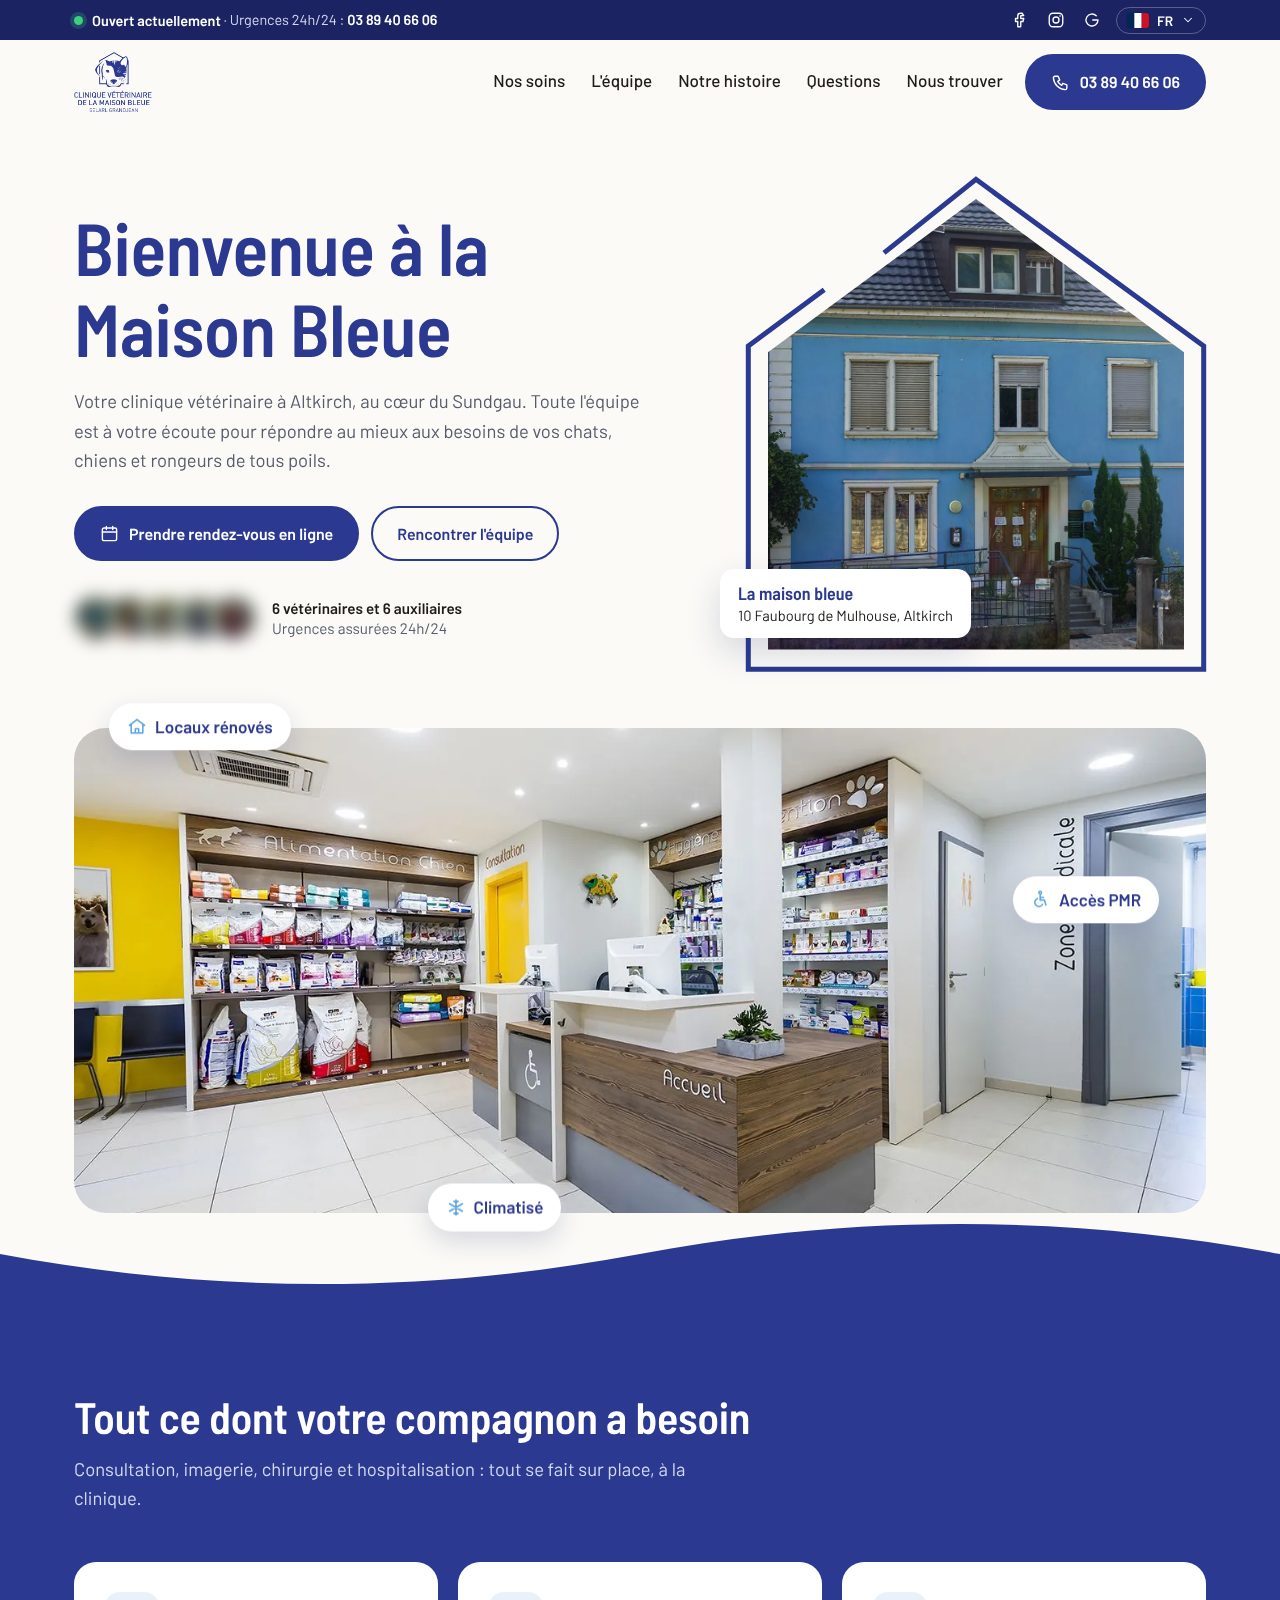 Ouvert actuellement · Urgences 24h/24 : 03 89 40 66 06
FR
CLINIQUE VÉTÉRINAIRE
DE LA MAISON BLEUE
SELARL GRANDJEAN
Nos soins
L'équipe
Notre histoire
Questions
Nous trouver
03 89 40 66 06
Bienvenue à la
Maison Bleue
Votre clinique vétérinaire à Altkirch, au cœur du Sundgau. Toute l'équipe
est à votre écoute pour répondre au mieux aux besoins de vos chats,
chiens et rongeurs de tous poils.
Prendre rendez-vous en ligne
Rencontrer l'équipe
6 vétérinaires et 6 auxiliaires
Urgences assurées 24h/24
La maison bleue
10 Faubourg de Mulhouse, Altkirch
Locaux rénovés
Alimentation Chien
Consultation
Hygiène
Zone
Accès PMR
Accueil
Climatisé
Tout ce dont votre compagnon a besoin
Consultation, imagerie, chirurgie et hospitalisation : tout se fait sur place, à la
clinique.